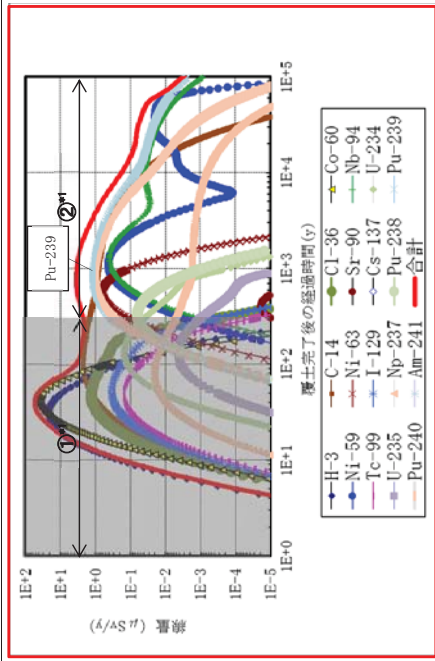 線量 (μSv/y)
1E+2
1E+1
1E+0
1E-1
1E-2
1E-3
1E-4
1E-5
①*1
②*1
Pu-239
1E+0
1E+1
1E+2
1E+3
1E+4
1E+5
覆土完了後の経過時間(y)
H-3
C-14
Cl-36
Co-60
Ni-59
Ni-63
Sr-90
Nb-94
Tc-99
I-129
Cs-137
U-234
U-235
Np-237
Pu-238
Pu-239
Pu-240
Am-241
合計